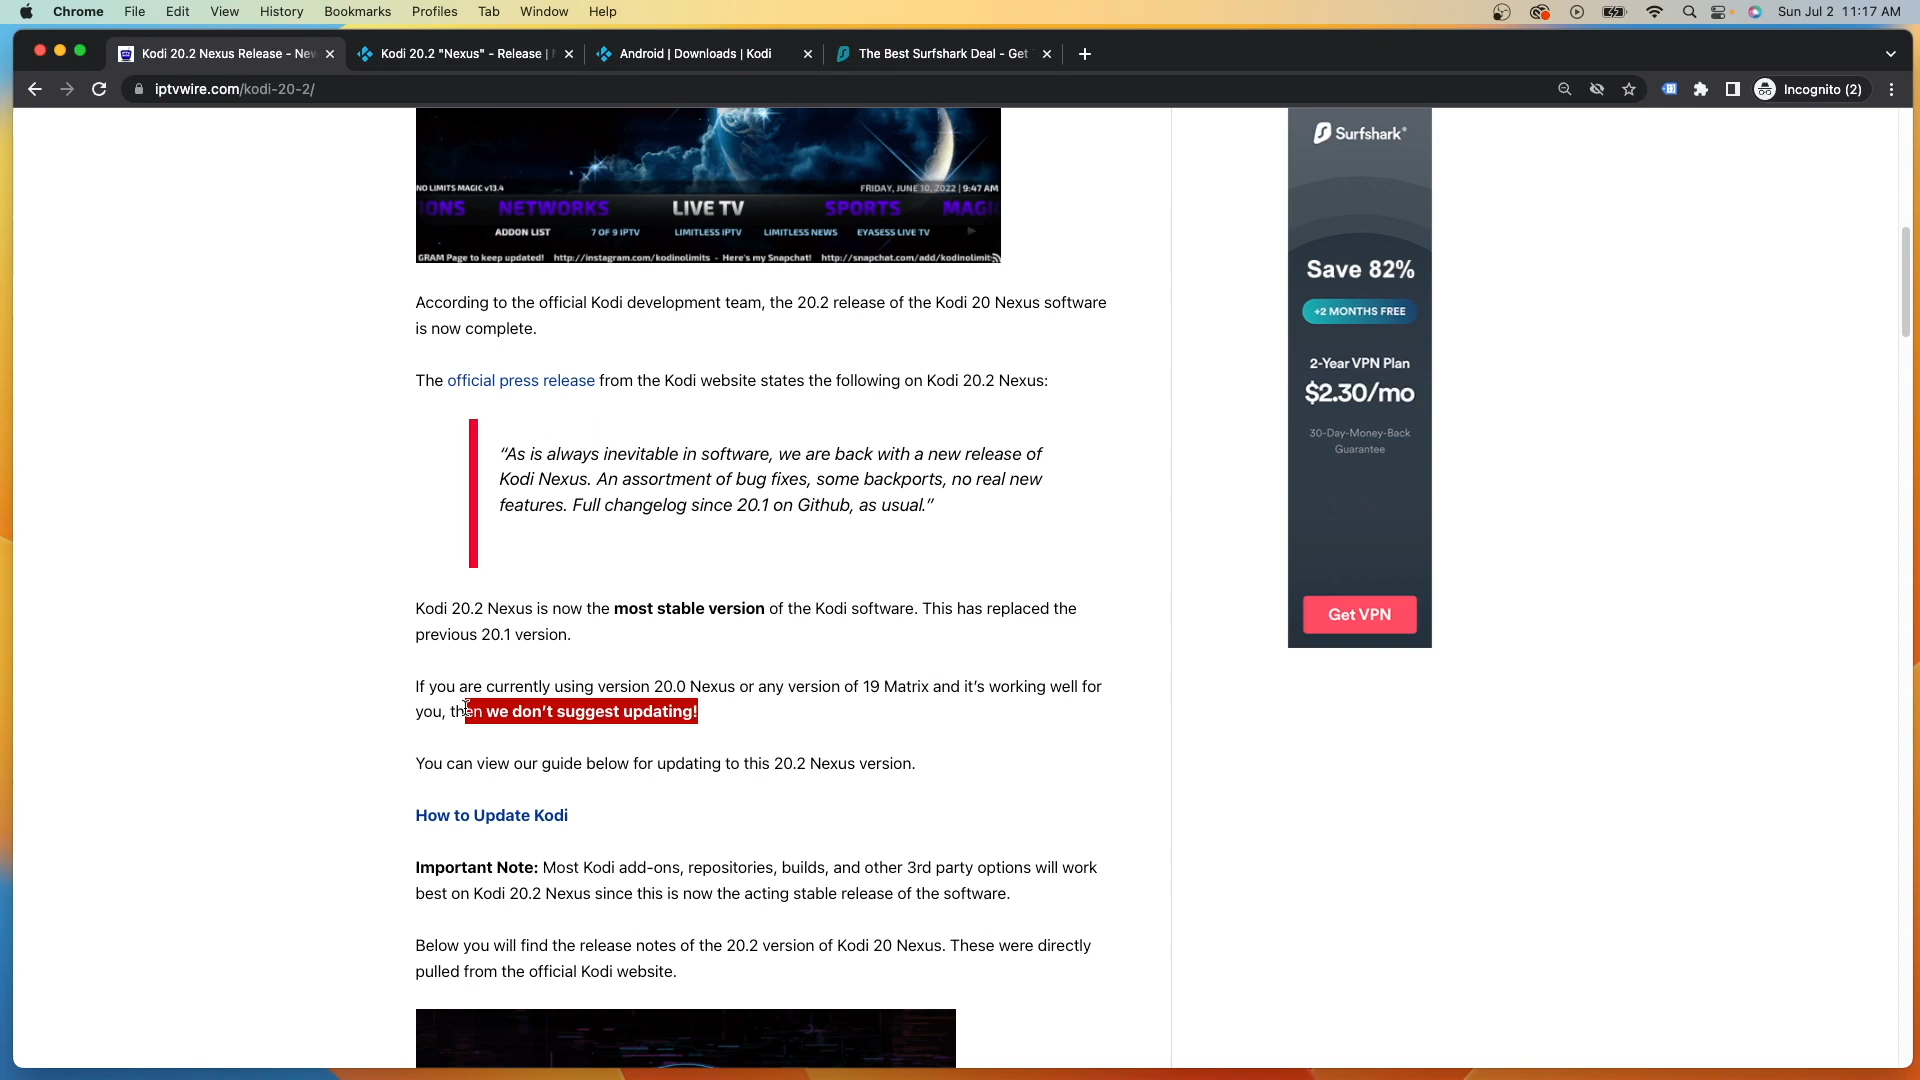 Chrome File Edit View History Bookmarks Profiles Tab Window Help Sun Jul 2 11:17 AM
Kodi 20.2 Nexus Release - New Kodi 20.2 "Nexus" - Release | Android | Downloads | Kodi The Best Surfshark Deal - Get
iptvwire.com/kodi-20-2/ Incognito (2)
NO LIMITS MAGIC v13.4 FRIDAY, JUNE 10, 2022 | 9:47 AM
IONS NETWORKS LIVE TV SPORTS MAGI
ADDON LIST 7 OF 9 IPTV LIMITLESS IPTV LIMITLESS NEWS EYASESS LIVE TV
GRAM Page to keep updated! http://instagram.com/kodinolimits - Here's my Snapchat! http://snapchat.com/add/kodinolimits
According to the official Kodi development team, the 20.2 release of the Kodi 20 Nexus software
is now complete.
The official press release from the Kodi website states the following on Kodi 20.2 Nexus:
“As is always inevitable in software, we are back with a new release of
Kodi Nexus. An assortment of bug fixes, some backports, no real new
features. Full changelog since 20.1 on Github, as usual.”
Kodi 20.2 Nexus is now the most stable version of the Kodi software. This has replaced the
previous 20.1 version.
If you are currently using version 20.0 Nexus or any version of 19 Matrix and it’s working well for
you, then we don’t suggest updating!
You can view our guide below for updating to this 20.2 Nexus version.
How to Update Kodi
Important Note: Most Kodi add-ons, repositories, builds, and other 3rd party options will work
best on Kodi 20.2 Nexus since this is now the acting stable release of the software.
Below you will find the release notes of the 20.2 version of Kodi 20 Nexus. These were directly
pulled from the official Kodi website.
Surfshark®
Save 82%
+2 MONTHS FREE
2-Year VPN Plan
$2.30/mo
30-Day-Money-Back
Guarantee
Get VPN